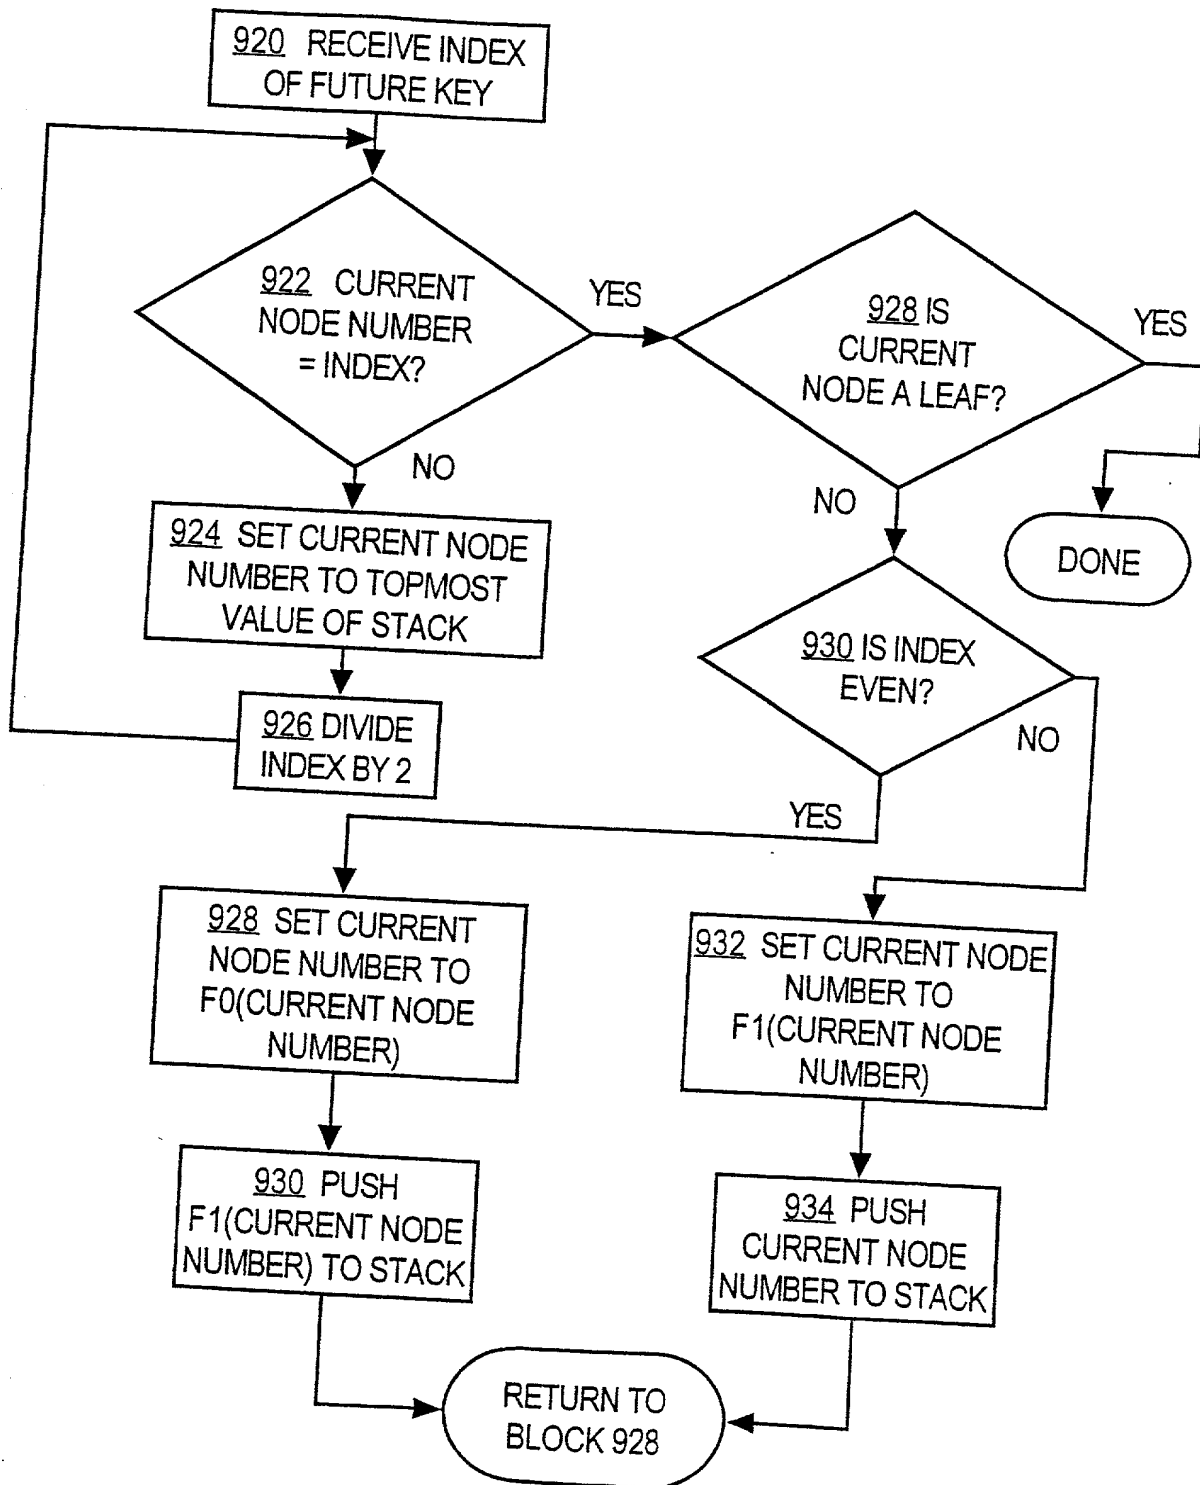 920 RECEIVE INDEX
OF FUTURE KEY
922 CURRENT
NODE NUMBER
= INDEX?
YES
928 IS
CURRENT
NODE A LEAF?
YES
NO
NO
924 SET CURRENT NODE
NUMBER TO TOPMOST
VALUE OF STACK
DONE
930 IS INDEX
EVEN?
926 DIVIDE
INDEX BY 2
NO
YES
928 SET CURRENT
NODE NUMBER TO
F0(CURRENT NODE
NUMBER)
932 SET CURRENT NODE
NUMBER TO
F1(CURRENT NODE
NUMBER)
930 PUSH
F1(CURRENT NODE
NUMBER) TO STACK
934 PUSH
CURRENT NODE
NUMBER TO STACK
RETURN TO
BLOCK 928